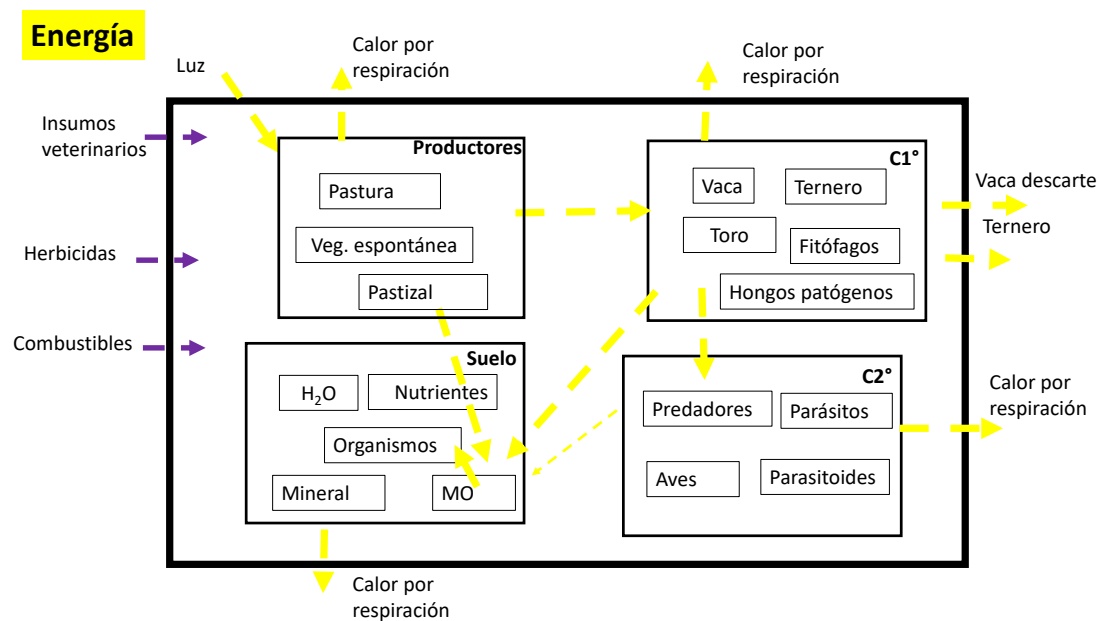 Energía
Luz
Calor por
respiración
Calor por
respiración
Insumos
veterinarios
Herbicidas
Combustibles
Productores
Pastura
Veg. espontánea
Pastizal
C1°
Vaca
Ternero
Toro
Fitófagos
Hongos patógenos
Vaca descarte
Ternero
Suelo
H₂O
Nutrientes
Organismos
Mineral
MO
C2°
Predadores
Parásitos
Aves
Parasitoides
Calor por
respiración
Calor por
respiración